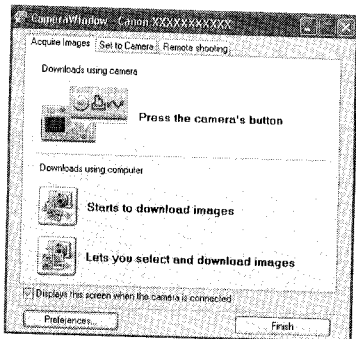 CameraWindow - Canon XXXXXXXXXXX
Acquire Images Set to Camera Remote shooting
Downloads using camera
Press the camera's button
Downloads using computer
Starts to download images
Lets you select and download images
Displays this screen when the camera is connected
Preferences... Finish